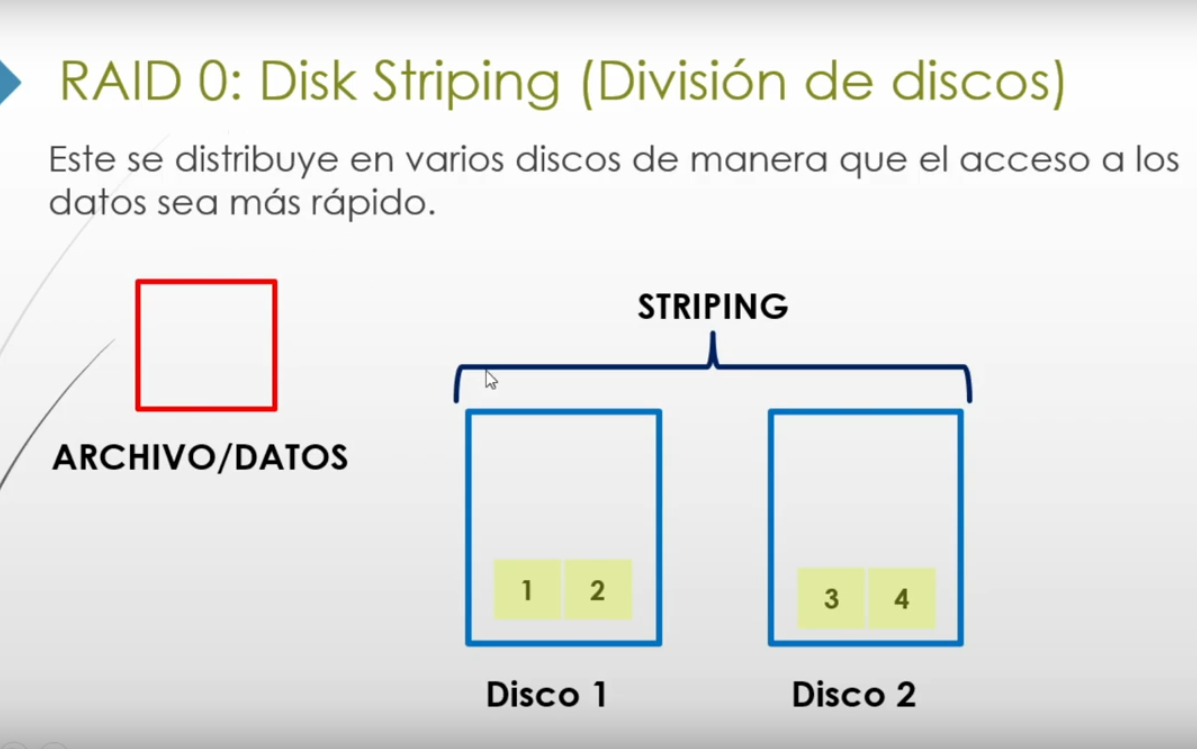 RAID 0: Disk Striping (División de discos)
Este se distribuye en varios discos de manera que el acceso a los
datos sea más rápido.
STRIPING
ARCHIVO/DATOS
1 2
3 4
Disco 1
Disco 2